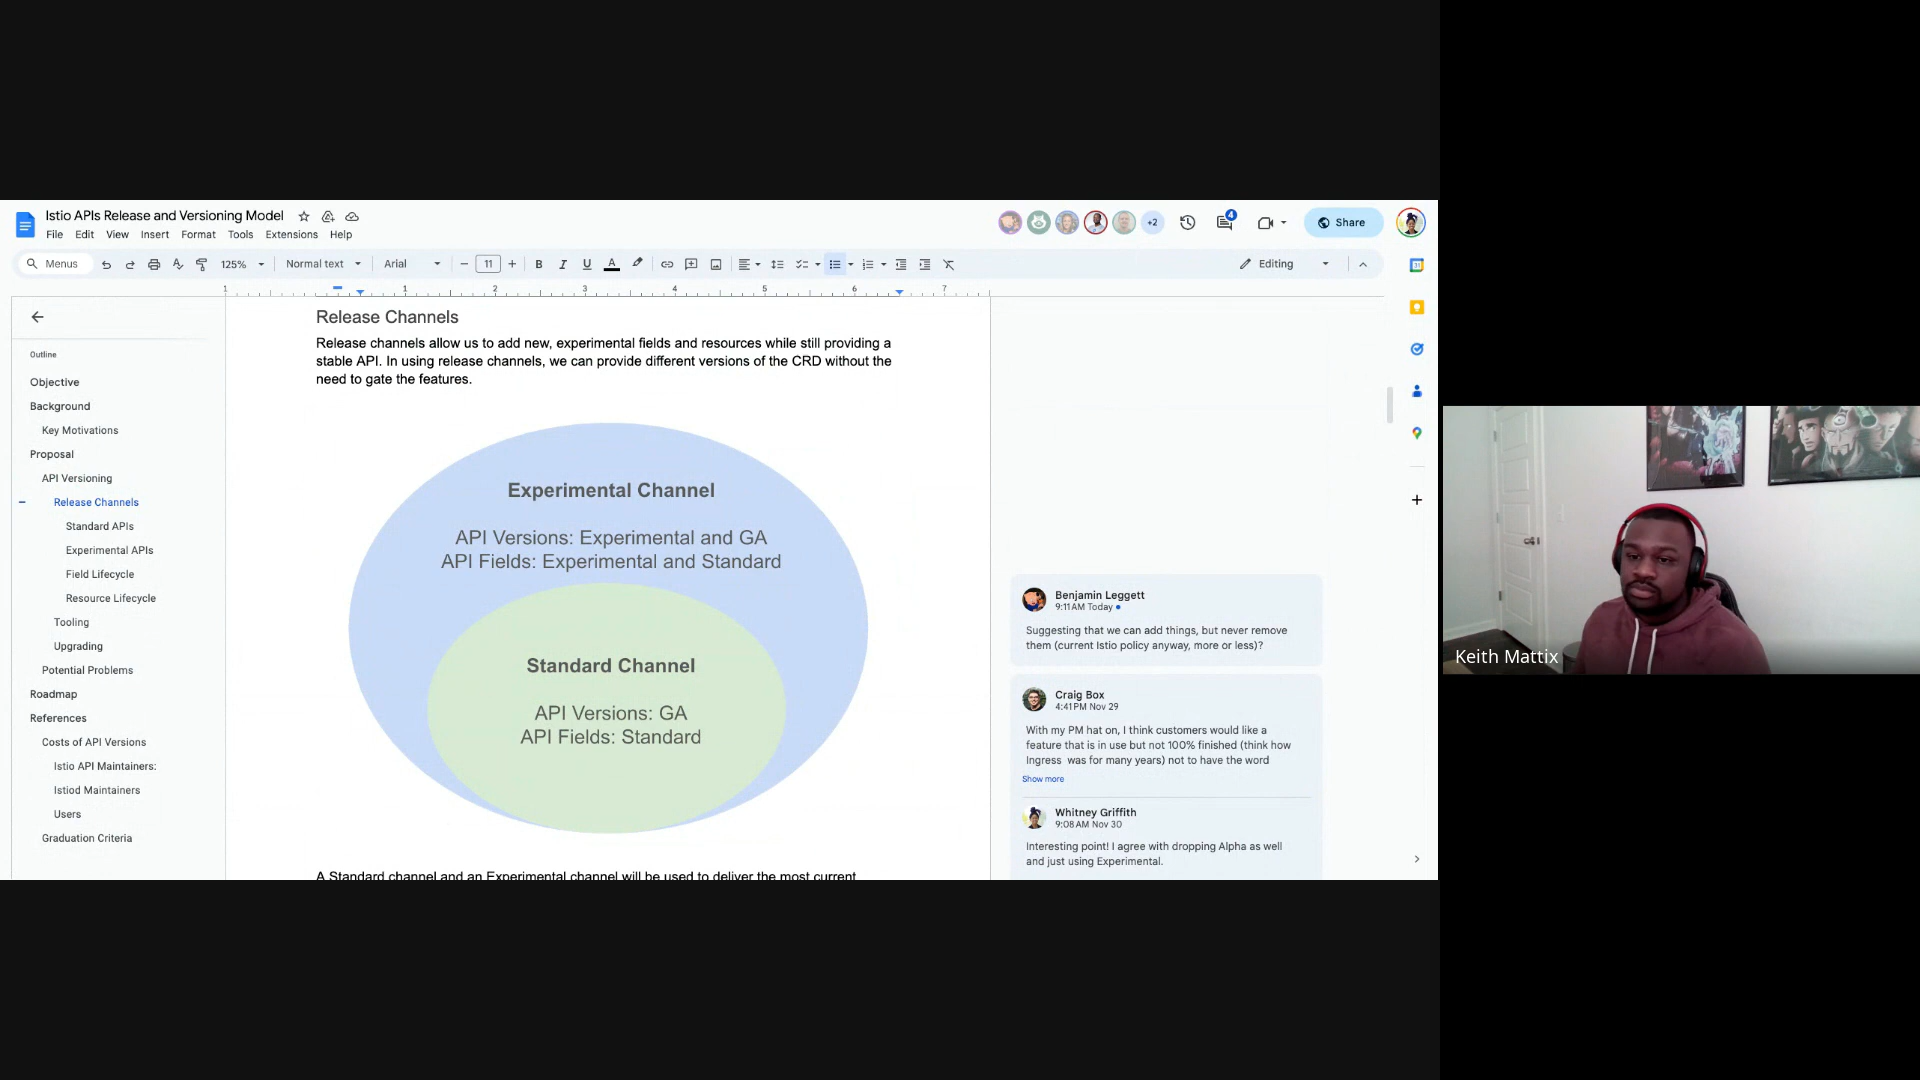 Istio APIs Release and Versioning Model
File Edit View Insert Format Tools Extensions Help
+2
4
Share
Menus
125%
Normal text
Arial
11
Editing
1 1 2 3 4 5 6 7
Outline
Objective
Background
Key Motivations
Proposal
API Versioning
Release Channels
Standard APIs
Experimental APIs
Field Lifecycle
Resource Lifecycle
Tooling
Upgrading
Potential Problems
Roadmap
References
Costs of API Versions
Istio API Maintainers:
Istiod Maintainers
Users
Graduation Criteria
Release Channels
Release channels allow us to add new, experimental fields and resources while still providing a
stable API. In using release channels, we can provide different versions of the CRD without the
need to gate the features.
Experimental Channel
API Versions: Experimental and GA
API Fields: Experimental and Standard
Standard Channel
API Versions: GA
API Fields: Standard
A Standard channel and an Experimental channel will be used to deliver the most current
Benjamin Leggett
9:11 AM Today
Suggesting that we can add things, but never remove
them (current Istio policy anyway, more or less)?
Craig Box
4:41 PM Nov 29
With my PM hat on, I think customers would like a
feature that is in use but not 100% finished (think how
Ingress was for many years) not to have the word
Show more
Whitney Griffith
9:08 AM Nov 30
Interesting point! I agree with dropping Alpha as well
and just using Experimental.
Keith Mattix